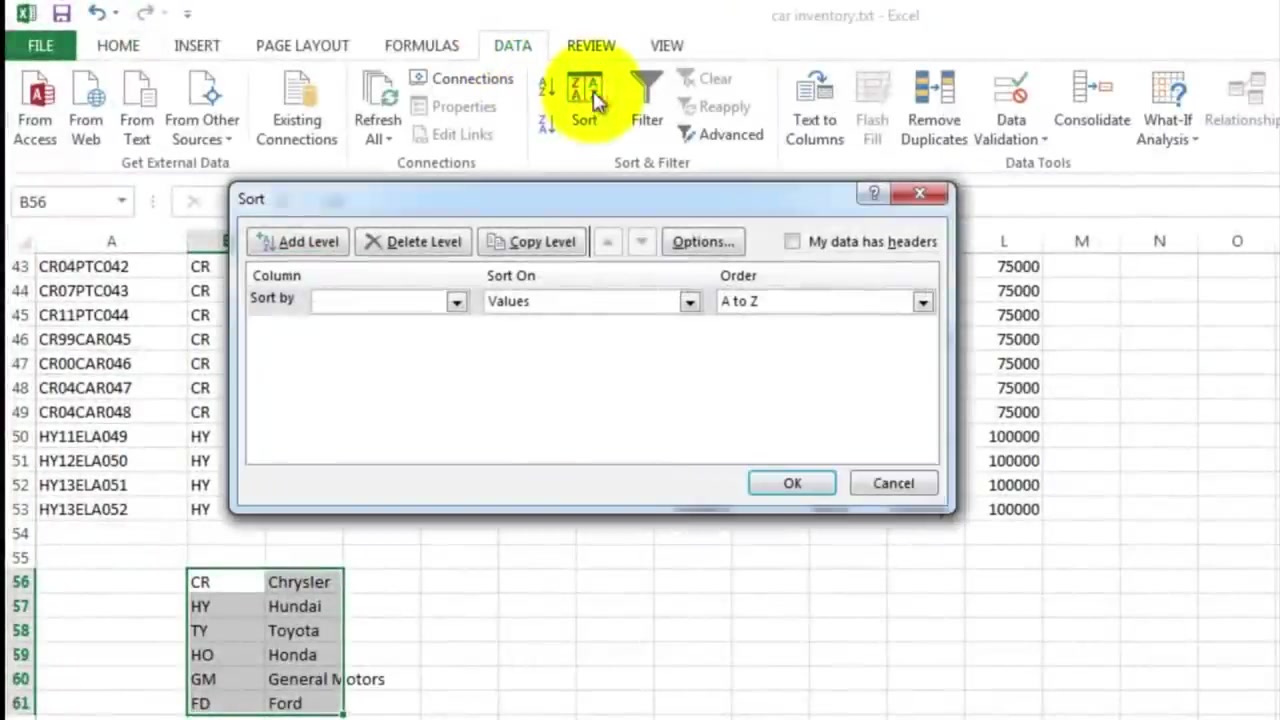 car inventory.txt - Excel
FILE HOME INSERT PAGE LAYOUT FORMULAS DATA REVIEW VIEW
From Access
From Web
From Text
From Other Sources
Existing Connections
Refresh All
Connections
Properties
Edit Links
Sort
Filter
Clear
Reapply
Advanced
Text to Columns
Flash Fill
Remove Duplicates
Data Validation
Consolidate
What-If Analysis
Relationship
Get External Data
Connections
Sort & Filter
Data Tools
B56
Sort
Add Level Delete Level Copy Level Options... My data has headers
Column Sort On Order
Sort by Values A to Z
OK Cancel
A L M N O
43 CR04PTC042 CR 75000
44 CR07PTC043 CR 75000
45 CR11PTC044 CR 75000
46 CR99CAR045 CR 75000
47 CR00CAR046 CR 75000
48 CR04CAR047 CR 75000
49 CR04CAR048 CR 75000
50 HY11ELA049 HY 100000
51 HY12ELA050 HY 100000
52 HY13ELA051 HY 100000
53 HY13ELA052 HY 100000
54
55
56 CR Chrysler
57 HY Hundai
58 TY Toyota
59 HO Honda
60 GM General Motors
61 FD Ford